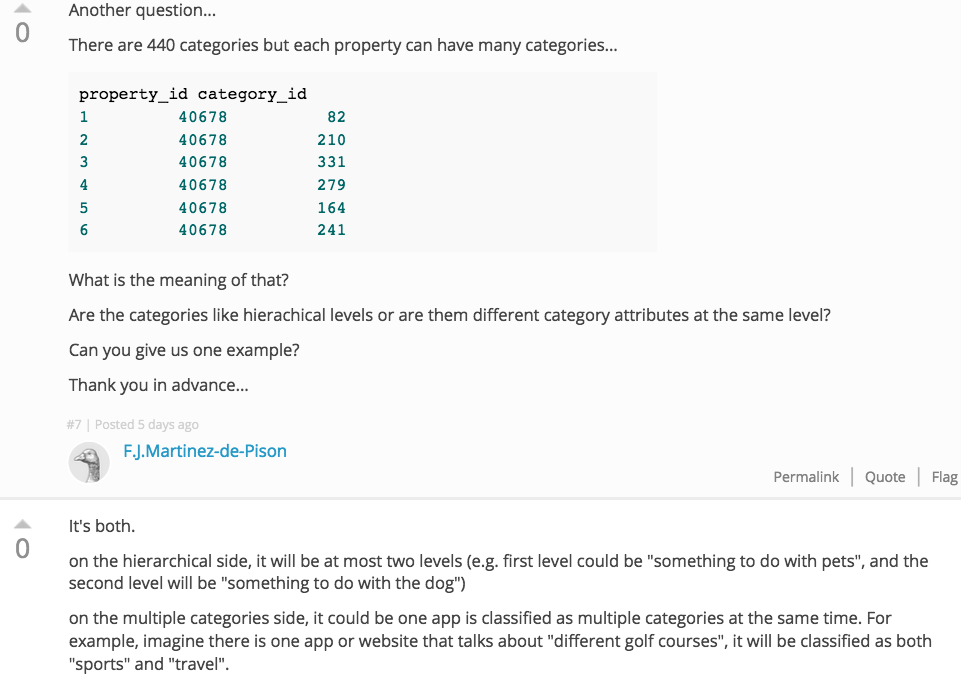 Another question...
0
There are 440 categories but each property can have many categories...
property_id category_id
1 40678 82
2 40678 210
3 40678 331
4 40678 279
5 40678 164
6 40678 241
What is the meaning of that?
Are the categories like hierachical levels or are them different category attributes at the same level?
Can you give us one example?
Thank you in advance...
#7 | Posted 5 days ago
F.J.Martinez-de-Pison
Permalink | Quote | Flag
It's both.
0
on the hierarchical side, it will be at most two levels (e.g. first level could be "something to do with pets", and the
second level will be "something to do with the dog")
on the multiple categories side, it could be one app is classified as multiple categories at the same time. For
example, imagine there is one app or website that talks about "different golf courses", it will be classified as both
"sports" and "travel".